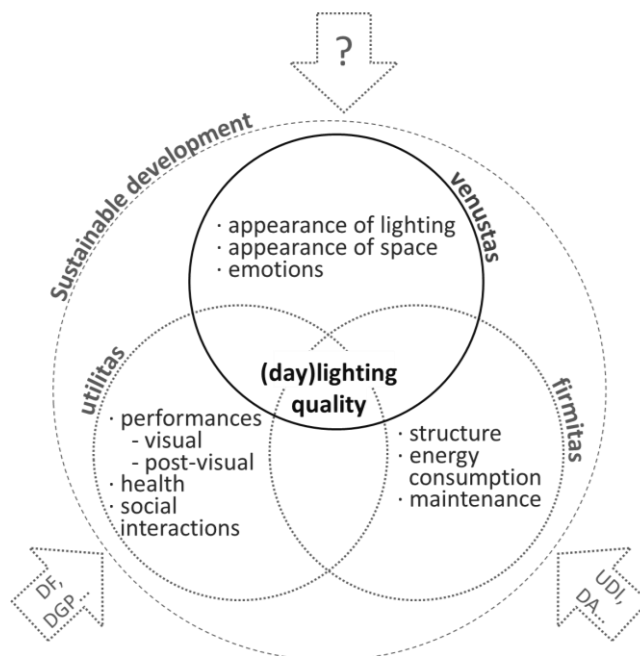 ?
Sustainable development
venustas
· appearance of lighting
· appearance of space
· emotions
utilitas
(day)lighting
quality
firmitas
· performances
- visual
- post-visual
· health
· social
interactions
· structure
· energy
consumption
· maintenance
DF,
DGP...
UDI,
DA...